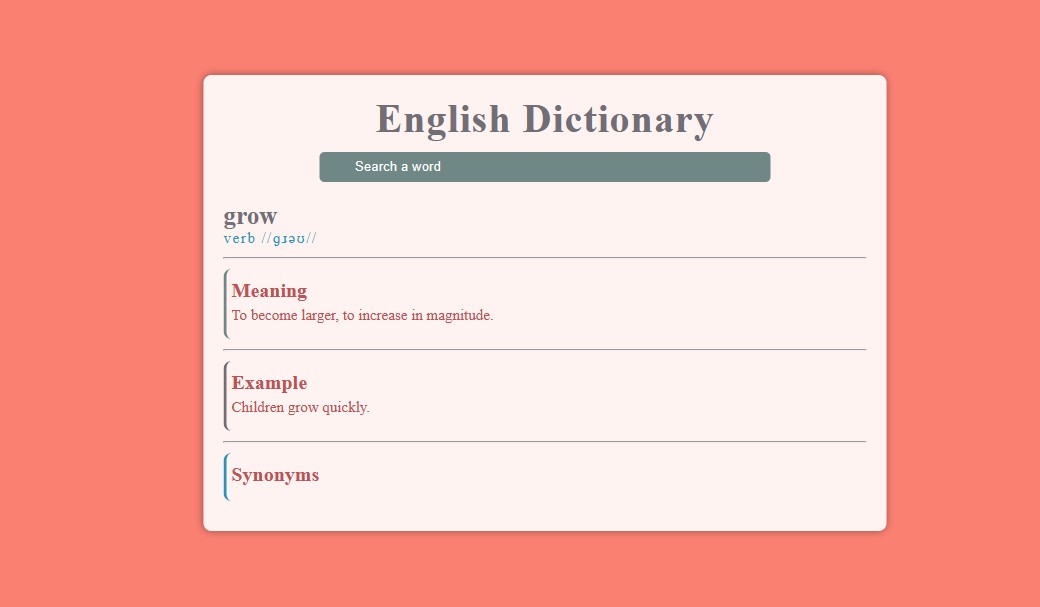 English Dictionary
Search a word
grow
verb //ɡɹəʊ//
Meaning
To become larger, to increase in magnitude.
Example
Children grow quickly.
Synonyms